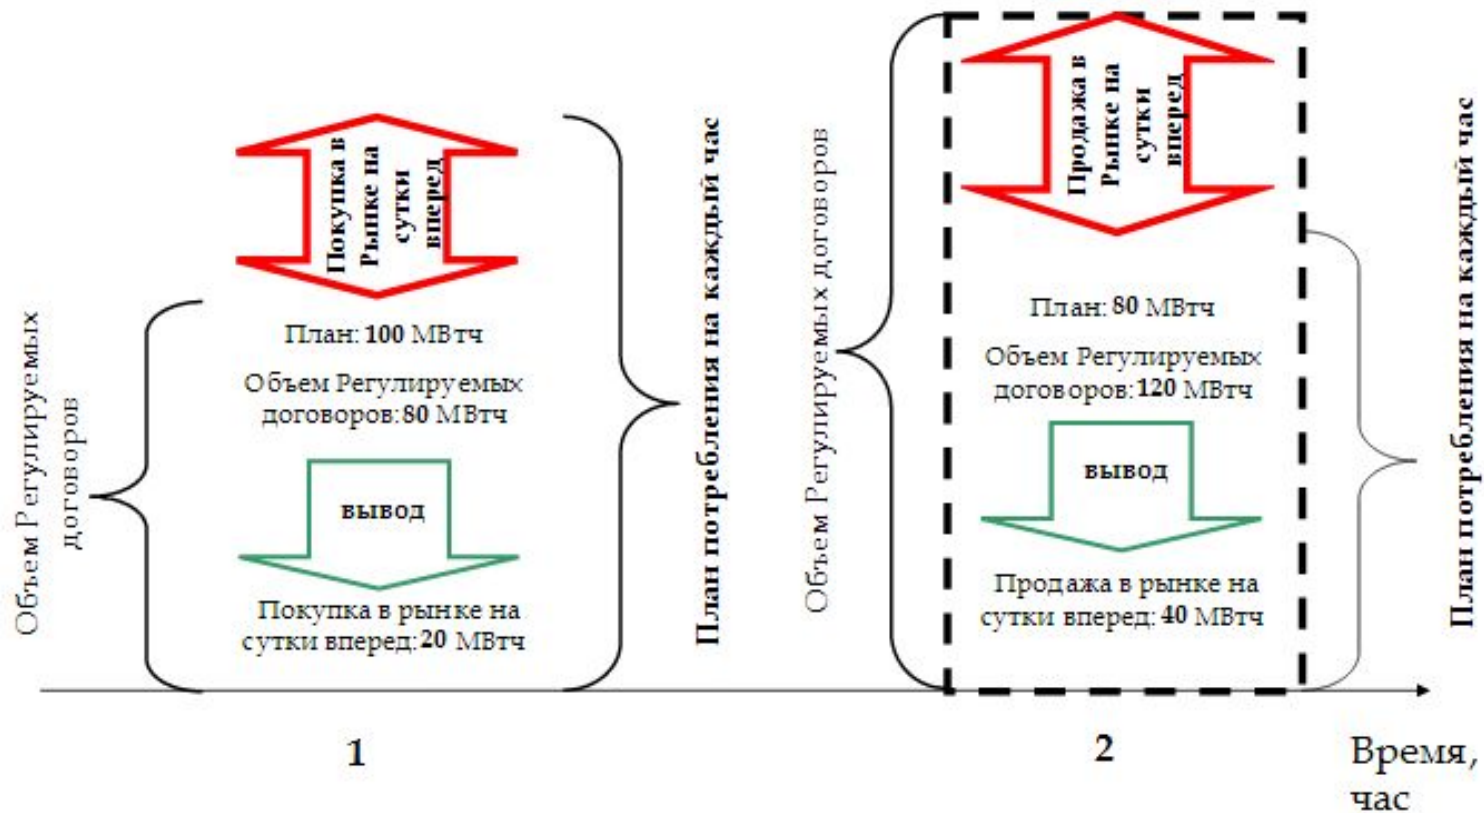 Объем Регулируемых
договоров
Покупка в
Рынке на
сутки
вперед
План: 100 МВтч
Объем Регулируемых
договоров:80 МВтч
вывод
Покупка в рынке на
сутки вперед:20 МВтч
План потребления на каждый час
1
Объем Регулируемых договоров
Продажа в
Рынке на
сутки
вперед
План: 80 МВтч
Объем Регулируемых
договоров:120 МВтч
вывод
Продажа в рынке на
сутки вперед: 40 МВтч
План потребления на каждый час
2
Время,
час